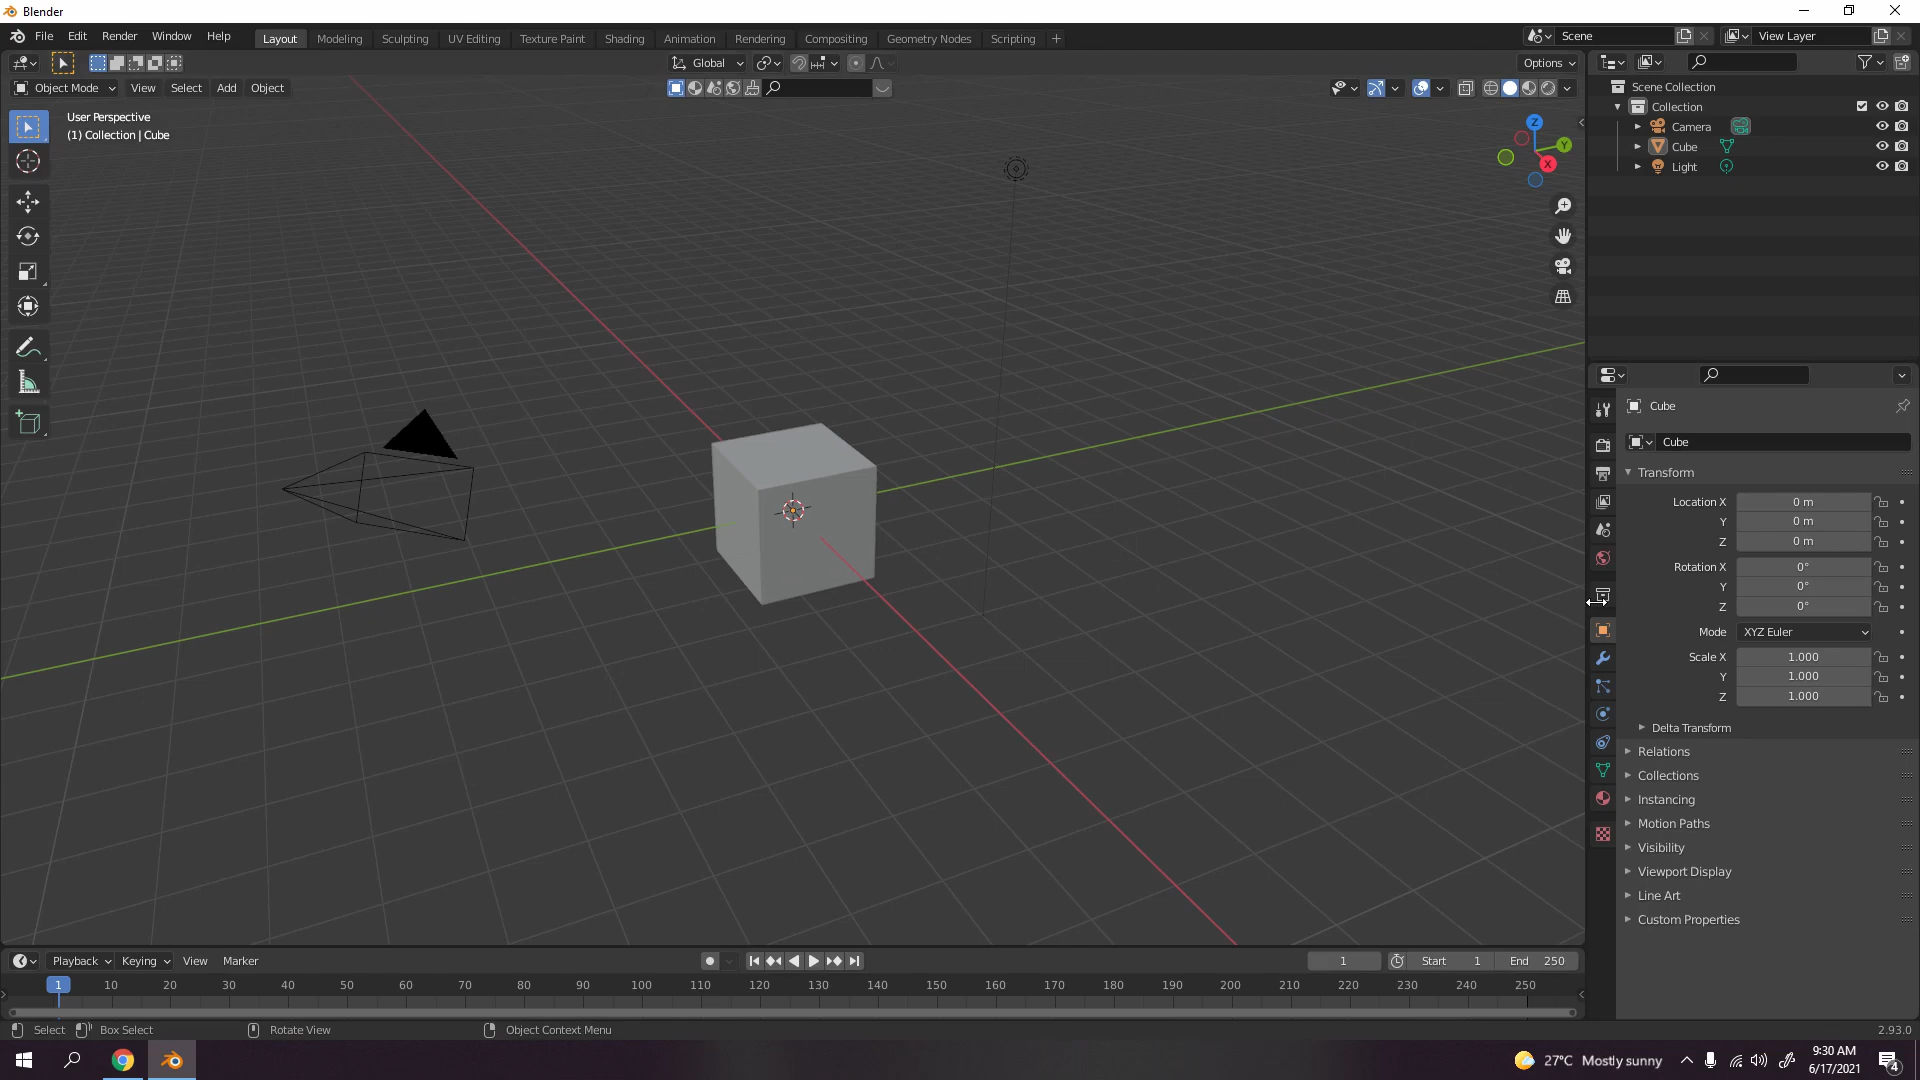 Blender
File Edit Render Window Help
Layout Modeling Sculpting UV Editing Texture Paint Shading Animation Rendering Compositing Geometry Nodes Scripting +
Scene View Layer
Global Options
Object Mode View Select Add Object
User Perspective
(1) Collection | Cube
Z
Y
X
Scene Collection
Collection
Camera
Cube
Light
Cube
Cube
Transform
Location X 0 m
Y 0 m
Z 0 m
Rotation X 0°
Y 0°
Z 0°
Mode XYZ Euler
Scale X 1.000
Y 1.000
Z 1.000
Delta Transform
Relations
Collections
Instancing
Motion Paths
Visibility
Viewport Display
Line Art
Custom Properties
Playback Keying View Marker 1 Start 1 End 250
1 10 20 30 40 50 60 70 80 90 100 110 120 130 140 150 160 170 180 190 200 210 220 230 240 250
Select Box Select Rotate View Object Context Menu 2.93.0
27°C Mostly sunny
9:30 AM
6/17/2021
4